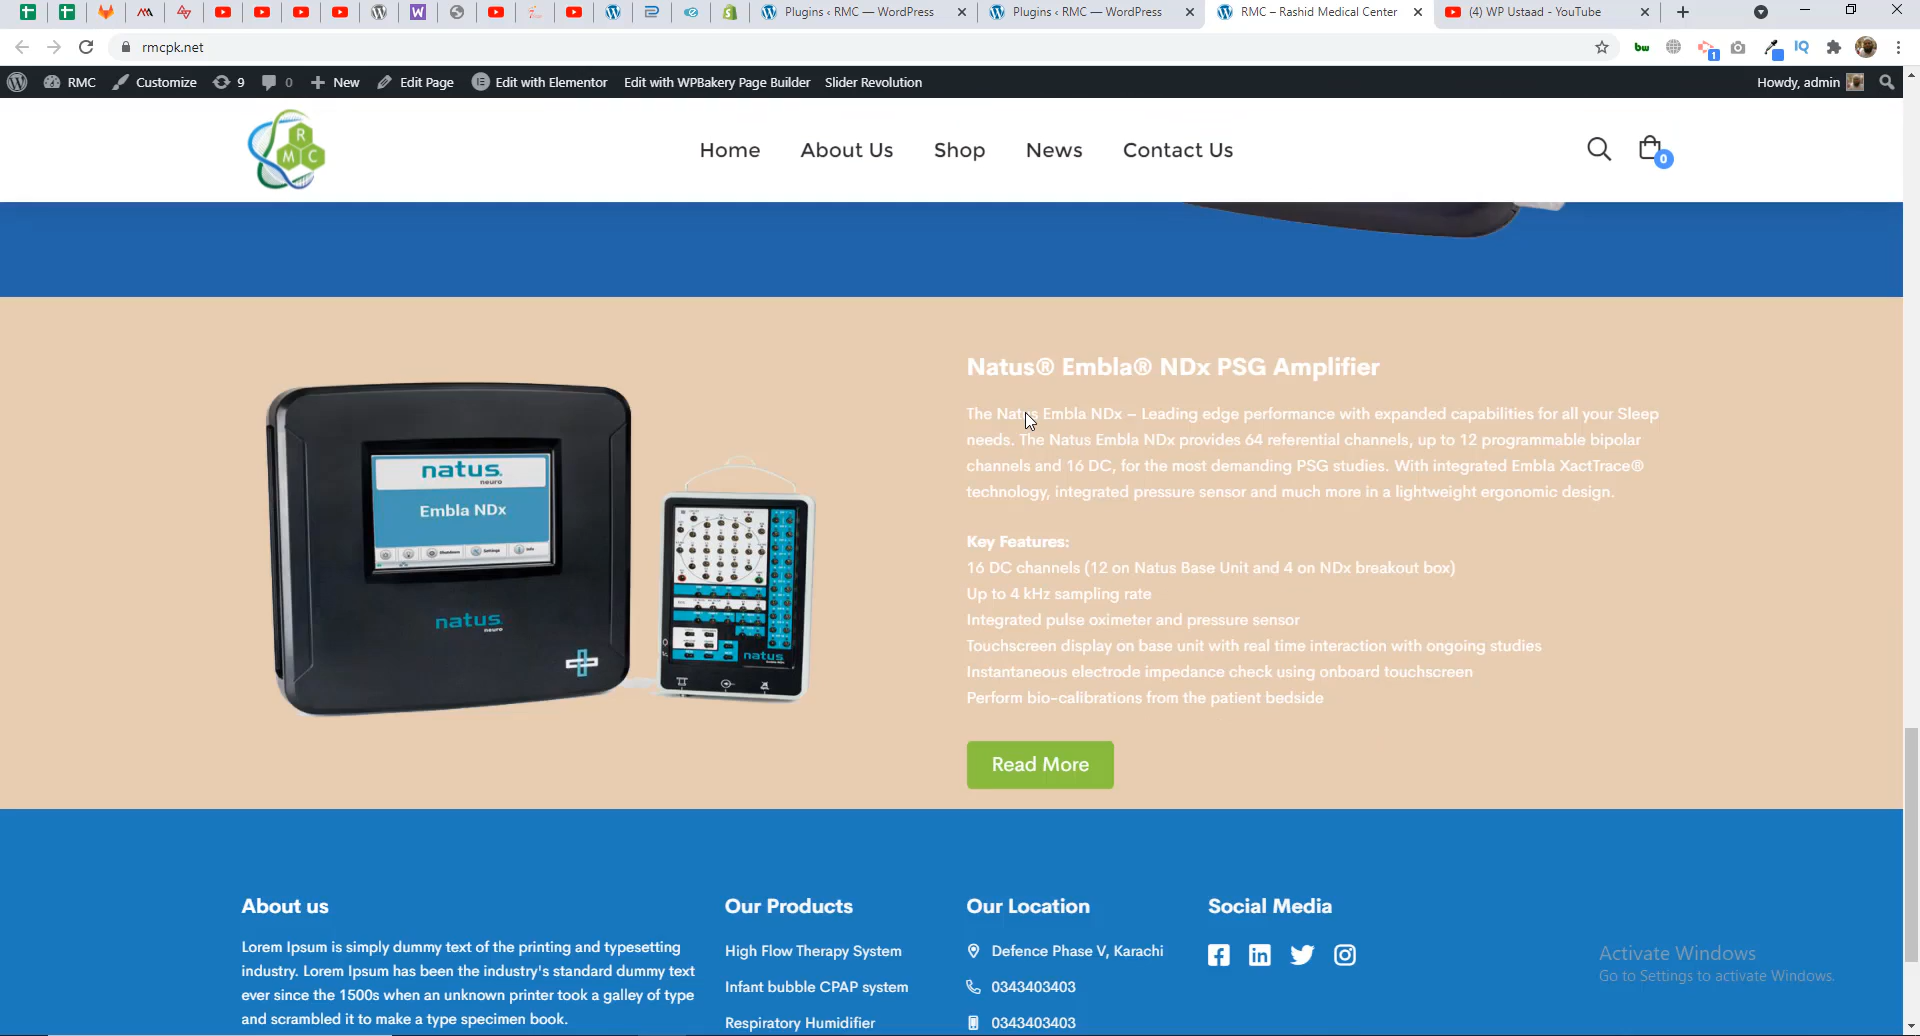 Plugins ‹ RMC — WordPress
Plugins ‹ RMC — WordPress
RMC – Rashid Medical Center
(4) WP Ustaad - YouTube
rmcpk.net
bw
1
IQ
RMC
Customize
9
0
New
Edit Page
Edit with Elementor
Edit with WPBakery Page Builder
Slider Revolution
Howdy, admin
R
M C
Home
About Us
Shop
News
Contact Us
0
Natus® Embla® NDx PSG Amplifier
The Natus Embla NDx – Leading edge performance with expanded capabilities for all your Sleep
needs. The Natus Embla NDx provides 64 referential channels, up to 12 programmable bipolar
channels and 16 DC, for the most demanding PSG studies. With integrated Embla XactTrace®
technology, integrated pressure sensor and much more in a lightweight ergonomic design.
Key Features:
16 DC channels (12 on Natus Base Unit and 4 on NDx breakout box)
Up to 4 kHz sampling rate
Integrated pulse oximeter and pressure sensor
Touchscreen display on base unit with real time interaction with ongoing studies
Instantaneous electrode impedance check using onboard touchscreen
Perform bio-calibrations from the patient bedside
Read More
natus.
neuro
Embla NDx
Shutdown
Settings
Info
natus.
neuro
natus
About us
Lorem Ipsum is simply dummy text of the printing and typesetting
industry. Lorem Ipsum has been the industry's standard dummy text
ever since the 1500s when an unknown printer took a galley of type
and scrambled it to make a type specimen book.
Our Products
High Flow Therapy System
Infant bubble CPAP system
Respiratory Humidifier
Our Location
Defence Phase V, Karachi
0343403403
0343403403
Social Media
Activate Windows
Go to Settings to activate Windows.